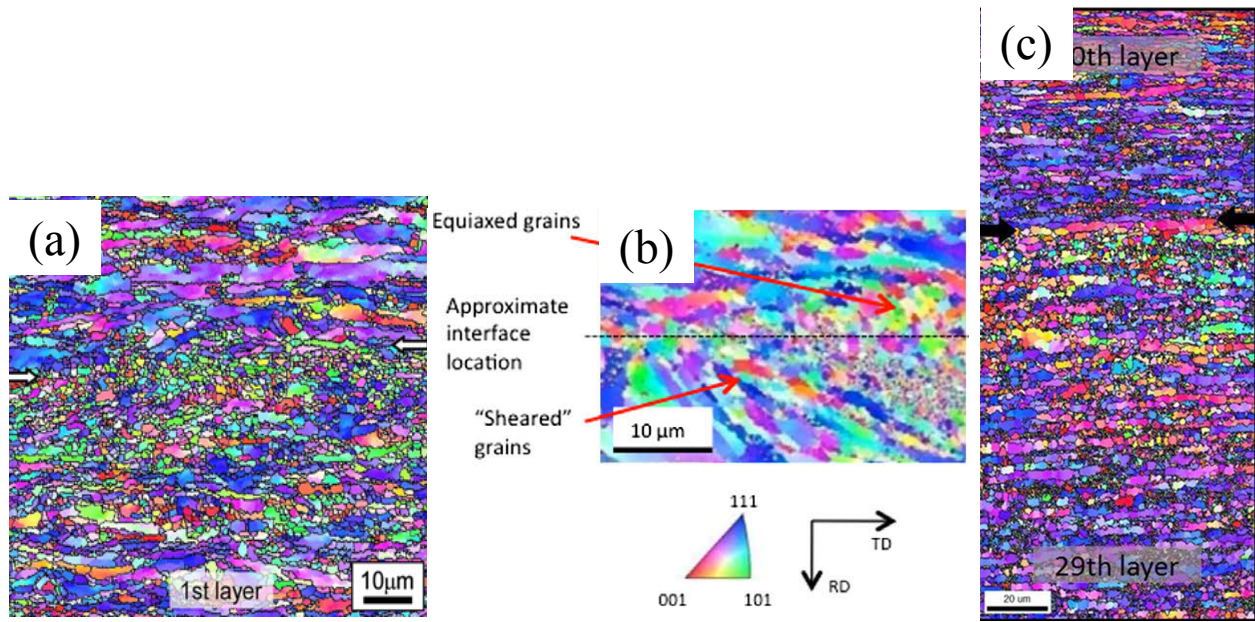 (a)
1st layer
10μm
Equiaxed grains
Approximate
interface
location
"Sheared"
grains
(b)
10 μm
111
001
101
TD
RD
(c)
0th layer
29th layer
20 um